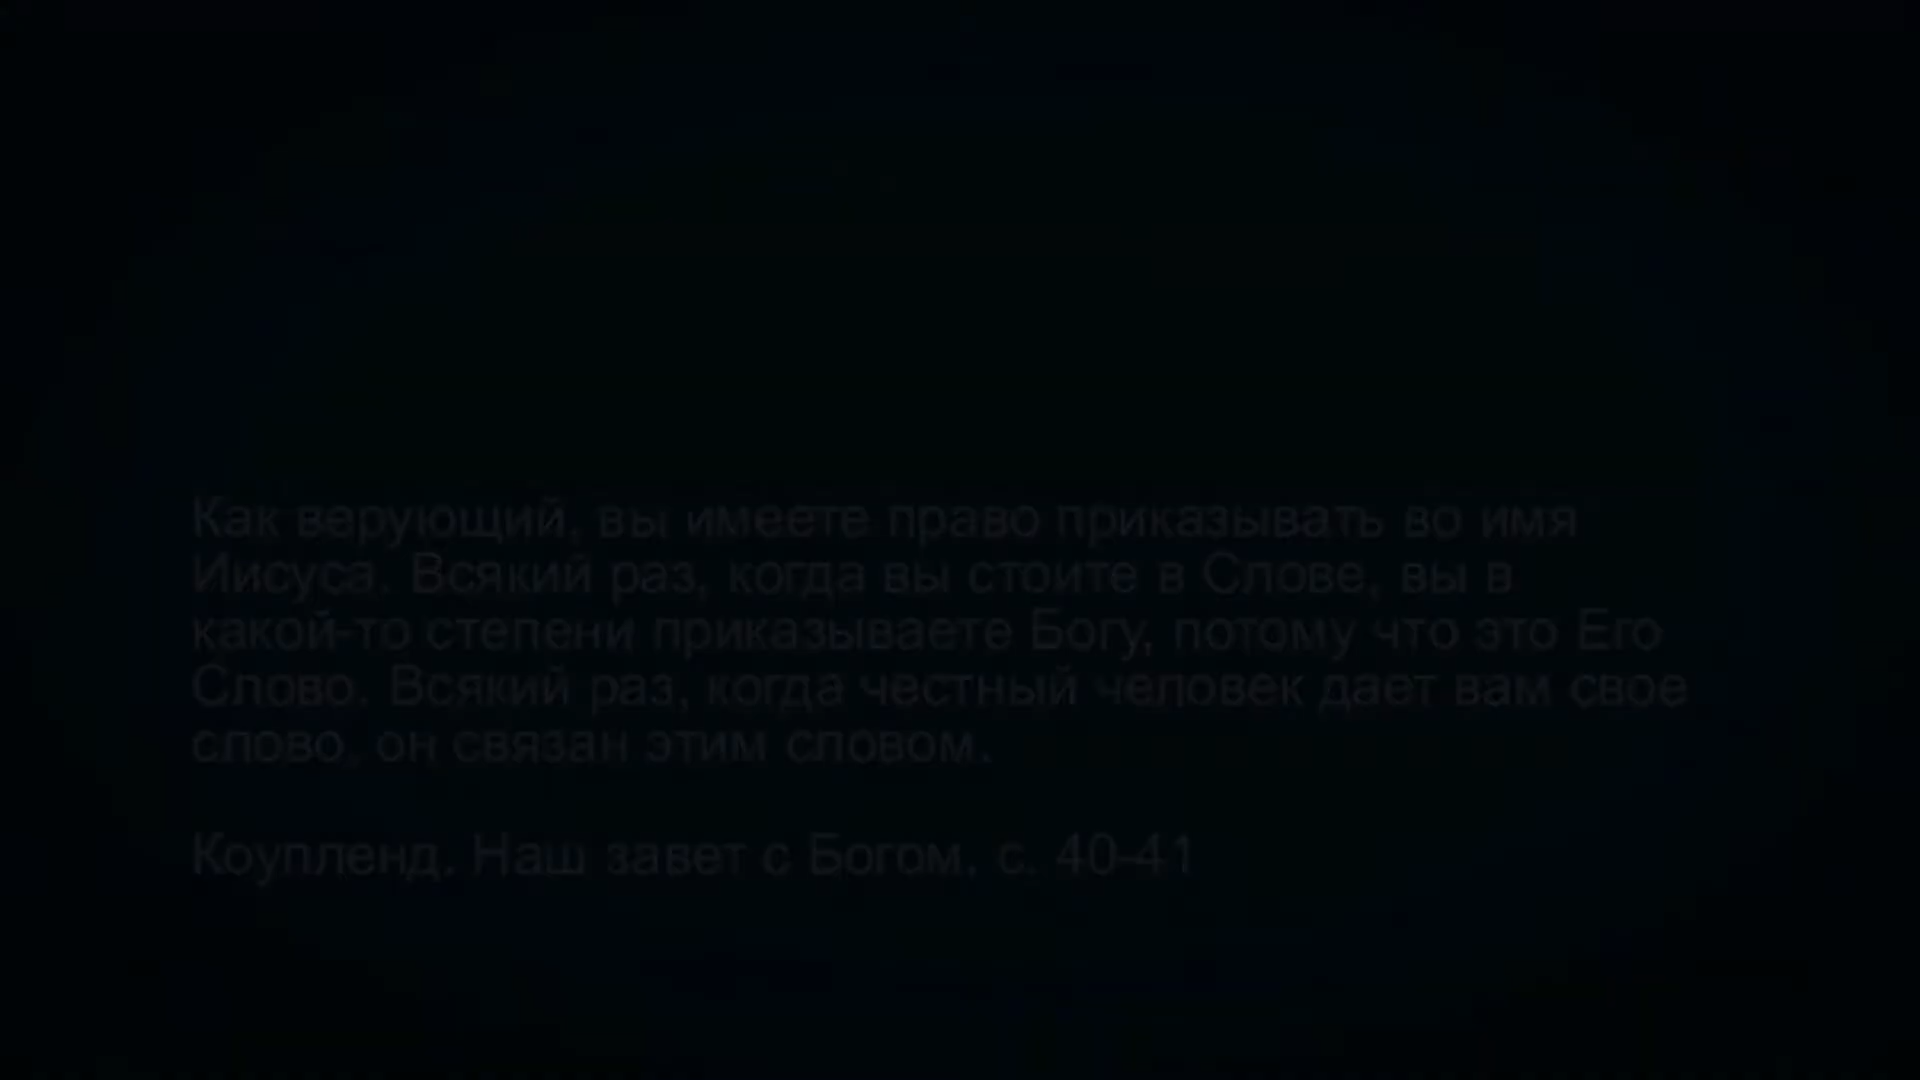 Как верующий, вы имеете право приказывать во имя
Иисуса. Всякий раз, когда вы стоите в Слове, вы в
какой-то степени приказываете Богу, потому что это Его
Слово. Всякий раз, когда честный человек дает вам свое
слово, он связан этим словом.
Коупленд. Наш завет с Богом. с. 40-41